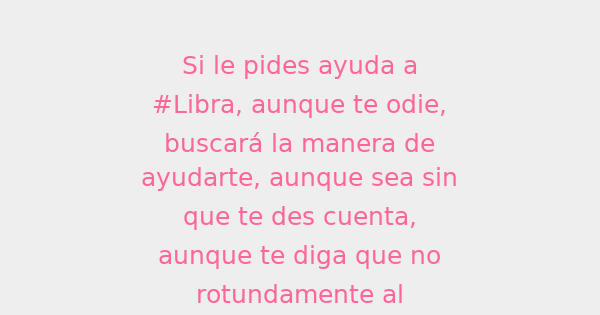 Si le pides ayuda a
#Libra, aunque te odie,
buscará la manera de
ayudarte, aunque sea sin
que te des cuenta,
aunque te diga que no
rotundamente al